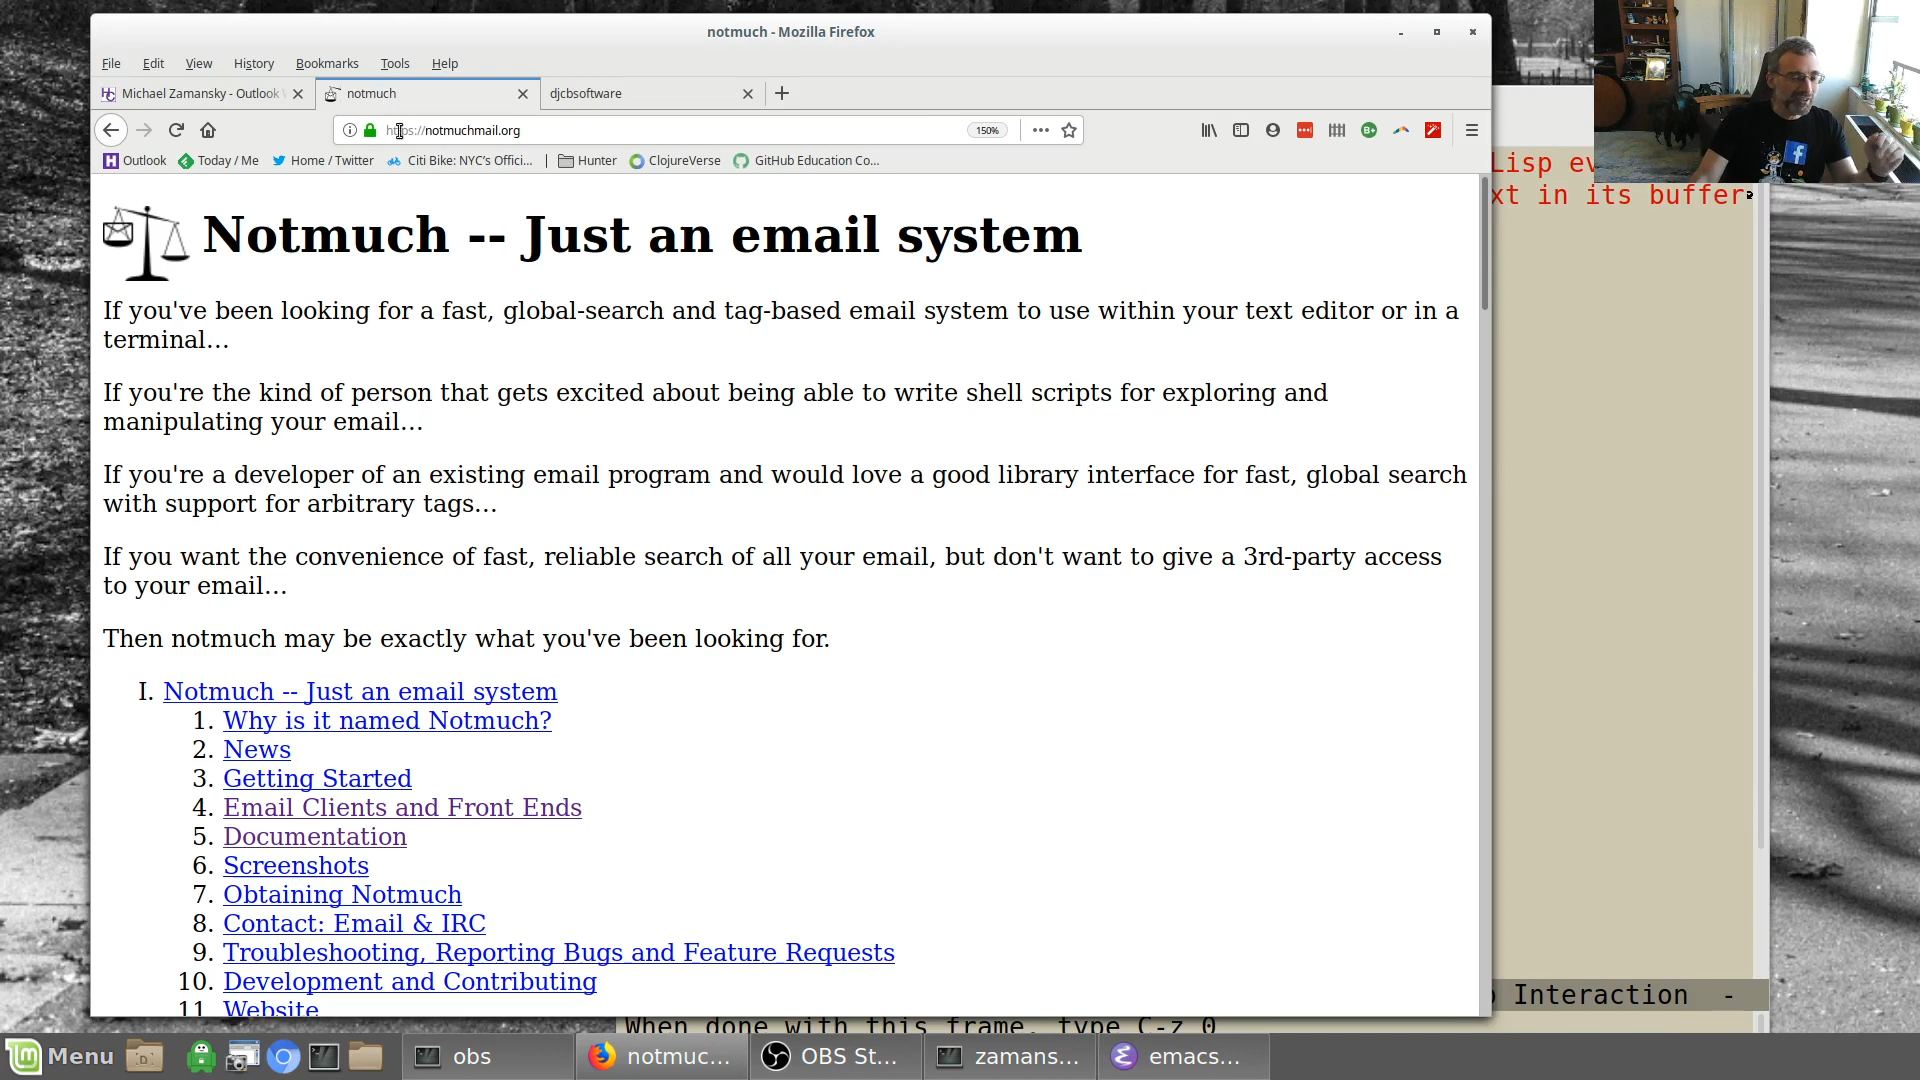 notmuch - Mozilla Firefox
File Edit View History Bookmarks Tools Help
Michael Zamansky - Outlook
notmuch
djcbsoftware
https://notmuchmail.org
150%
Outlook
Today / Me
Home / Twitter
Citi Bike: NYC's Offici...
Hunter
ClojureVerse
GitHub Education Co...
Notmuch -- Just an email system
If you've been looking for a fast, global-search and tag-based email system to use within your text editor or in a
terminal…
If you're the kind of person that gets excited about being able to write shell scripts for exploring and
manipulating your email…
If you're a developer of an existing email program and would love a good library interface for fast, global search
with support for arbitrary tags…
If you want the convenience of fast, reliable search of all your email, but don't want to give a 3rd-party access
to your email…
Then notmuch may be exactly what you've been looking for.
I. Notmuch -- Just an email system
1. Why is it named Notmuch?
2. News
3. Getting Started
4. Email Clients and Front Ends
5. Documentation
6. Screenshots
7. Obtaining Notmuch
8. Contact: Email & IRC
9. Troubleshooting, Reporting Bugs and Feature Requests
10. Development and Contributing
11. Website
Lisp ev
xt in its buffer
Interaction -
When done with this frame, type C-z 0
Menu
obs
notmuc...
OBS St...
zamans...
emacs...